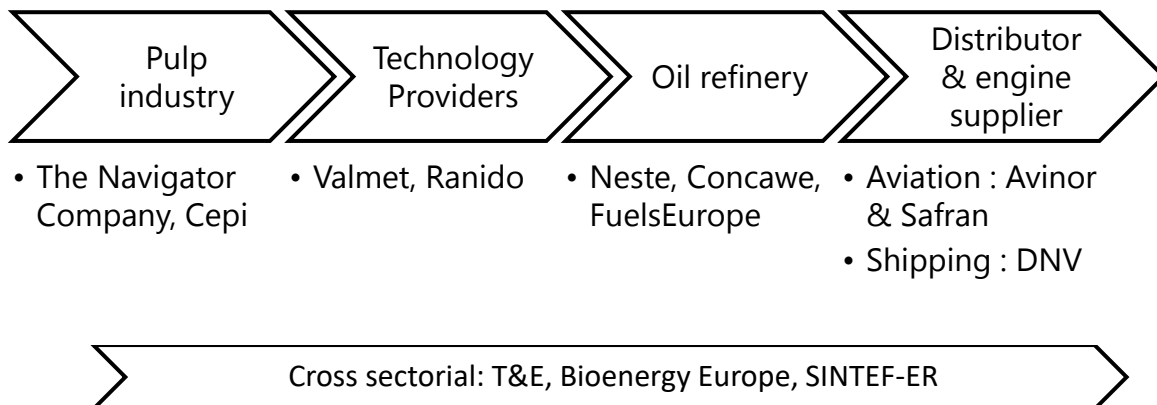 Pulp
industry
Technology
Providers
Oil refinery
Distributor
& engine
supplier
• The Navigator
Company, Cepi
• Valmet, Ranido
• Neste, Concawe,
FuelsEurope
• Aviation : Avinor
& Safran
• Shipping : DNV
Cross sectorial: T&E, Bioenergy Europe, SINTEF-ER